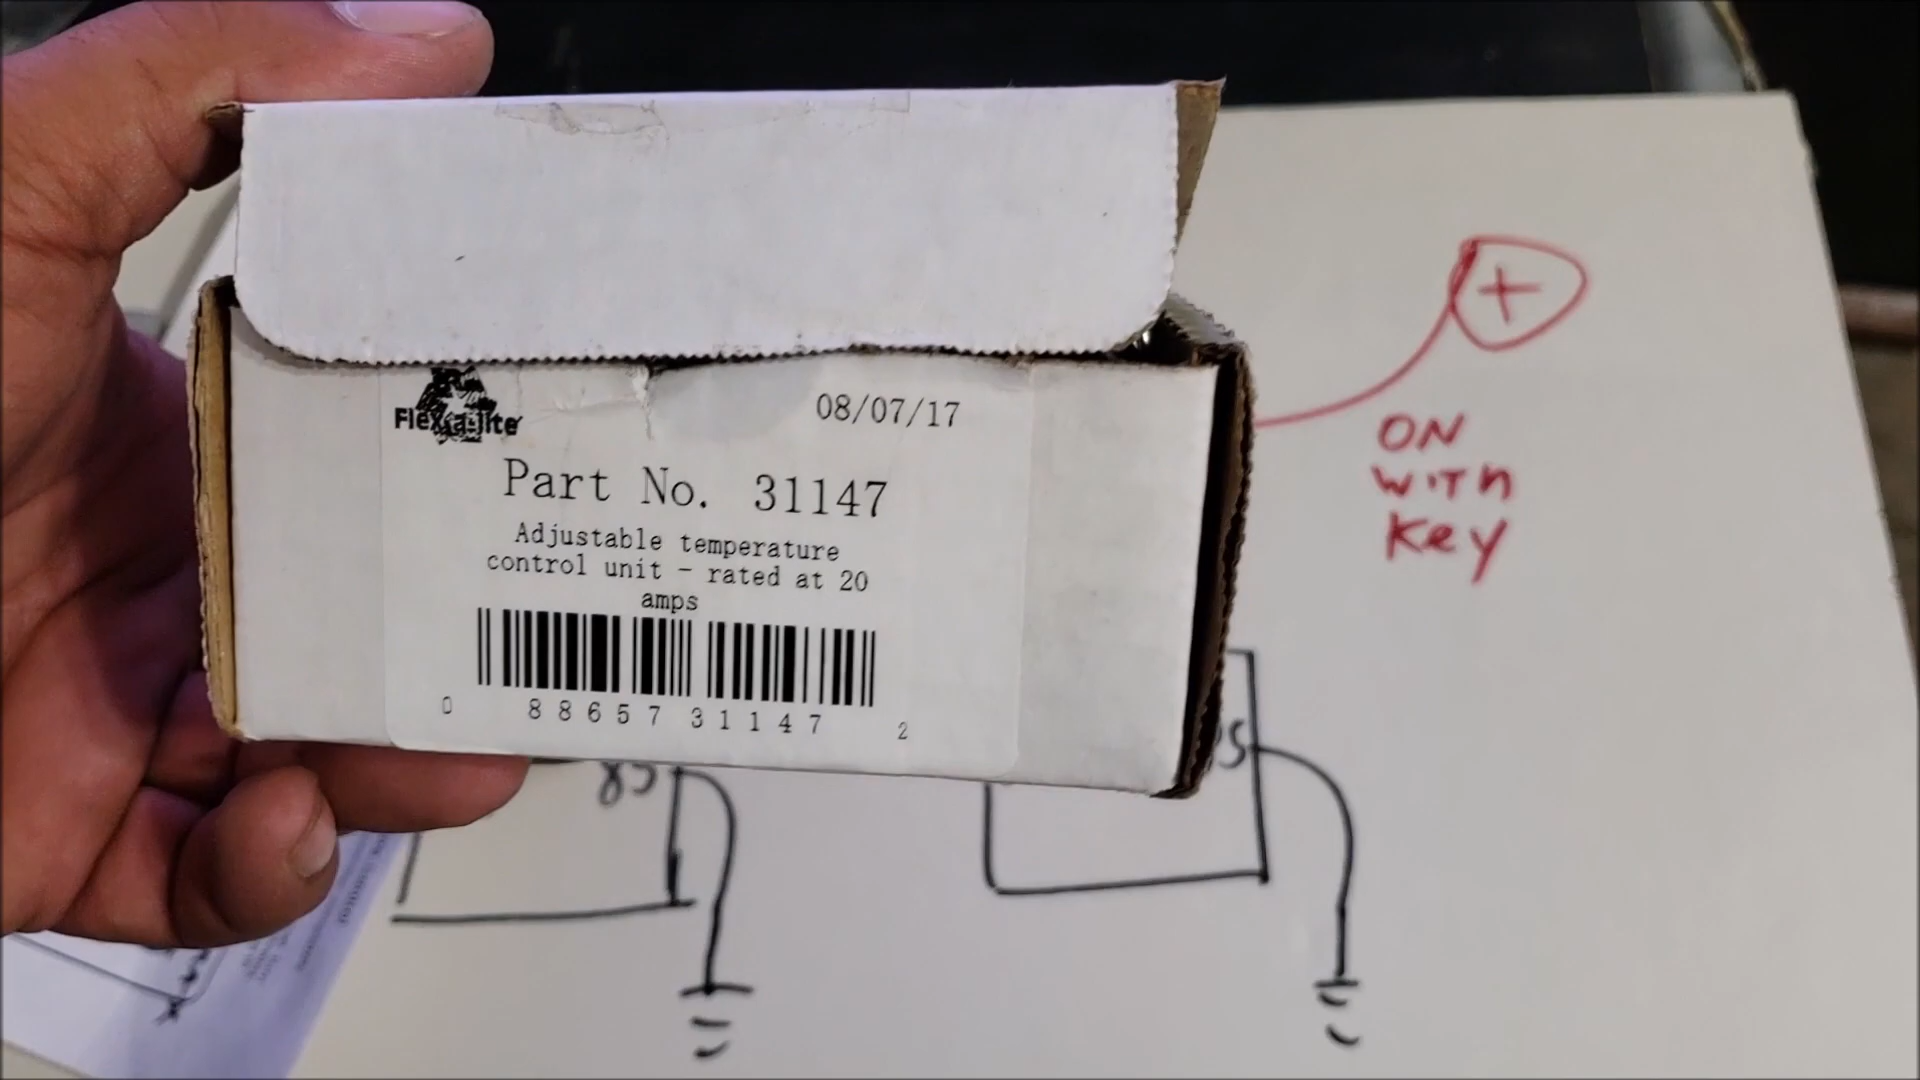 Flex-a-lite
08/07/17
Part No. 31147
Adjustable temperature
control unit - rated at 20
amps
0 88657 31147 2
+
ON
WITH
Key
85